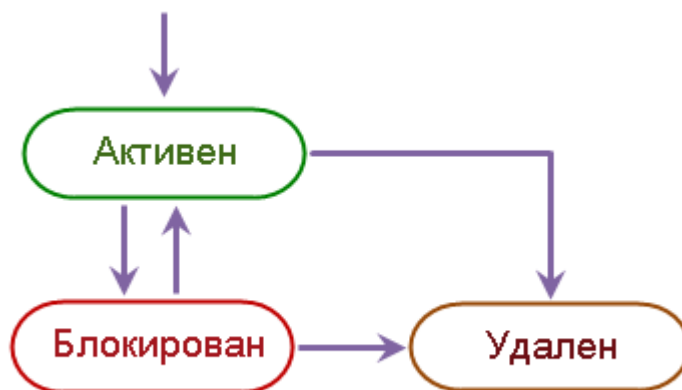 Активен
Блокирован
Удален